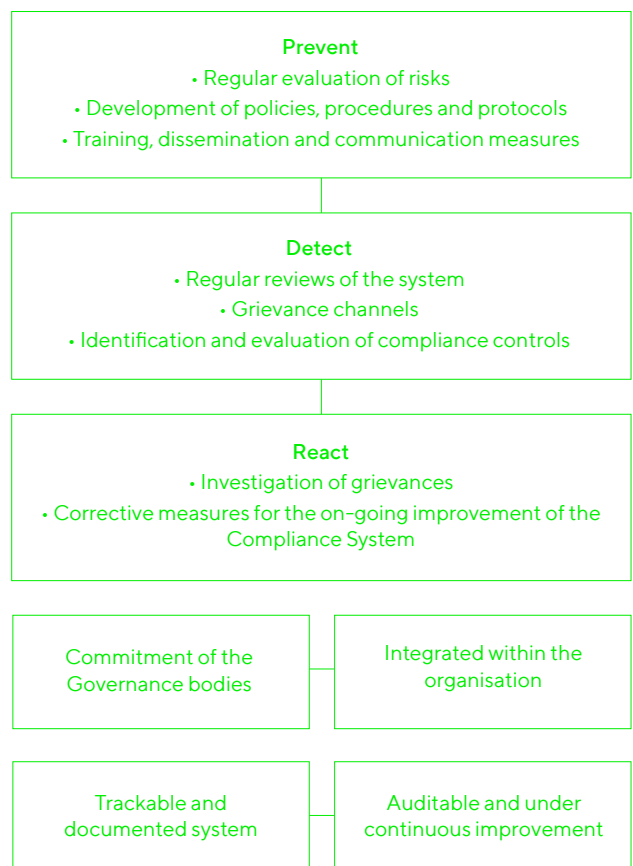 Prevent
• Regular evaluation of risks
• Development of policies, procedures and protocols
• Training, dissemination and communication measures
Detect
• Regular reviews of the system
• Grievance channels
• Identification and evaluation of compliance controls
React
• Investigation of grievances
• Corrective measures for the on-going improvement of the
Compliance System
Commitment of the
Governance bodies
Integrated within the
organisation
Trackable and
documented system
Auditable and under
continuous improvement